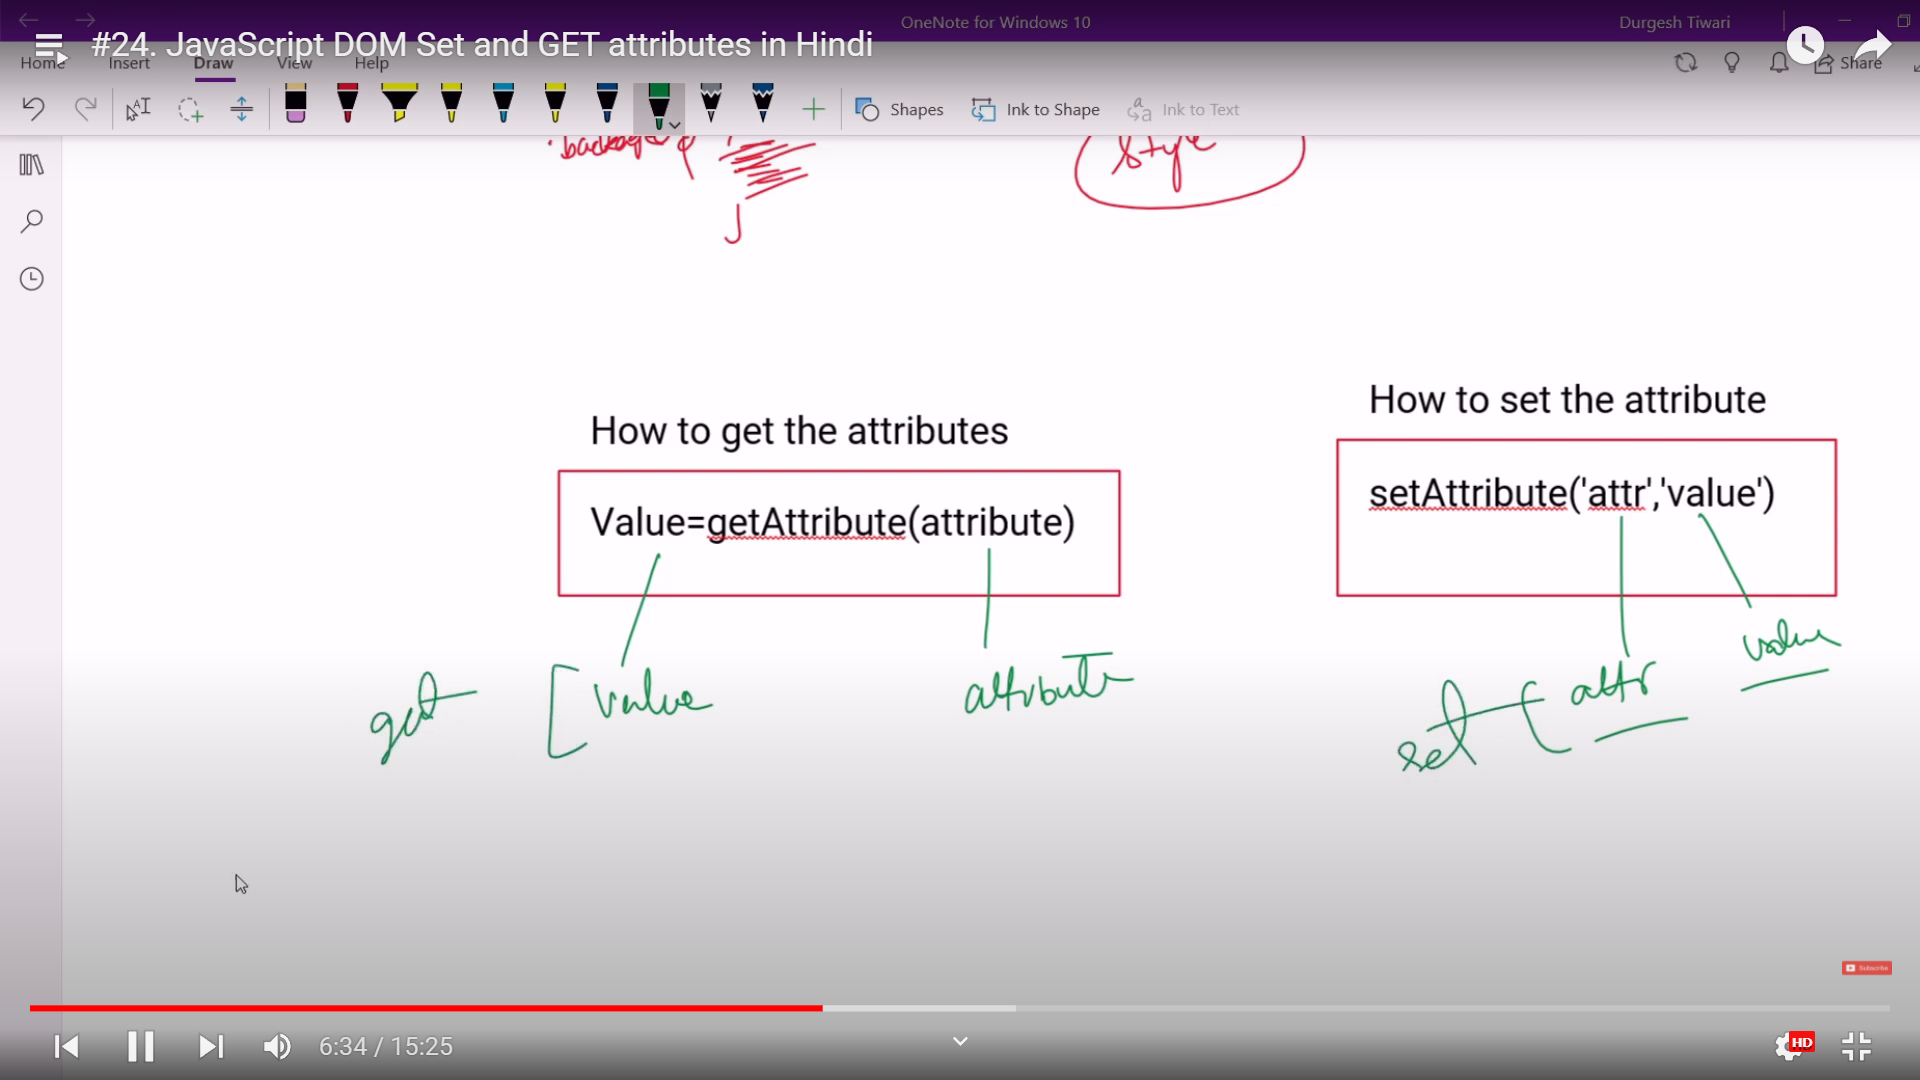 OneNote for Windows 10
Durgesh Tiwari
#24. JavaScript DOM Set and GET attributes in Hindi
Home Insert Draw View Help
Share
Shapes
Ink to Shape
Ink to Text
style
How to get the attributes
How to set the attribute
Value=getAttribute(attribute)
setAttribute('attr','value')
get
value
attribute
set
attr
value
Subscribe
6:34 / 15:25
HD